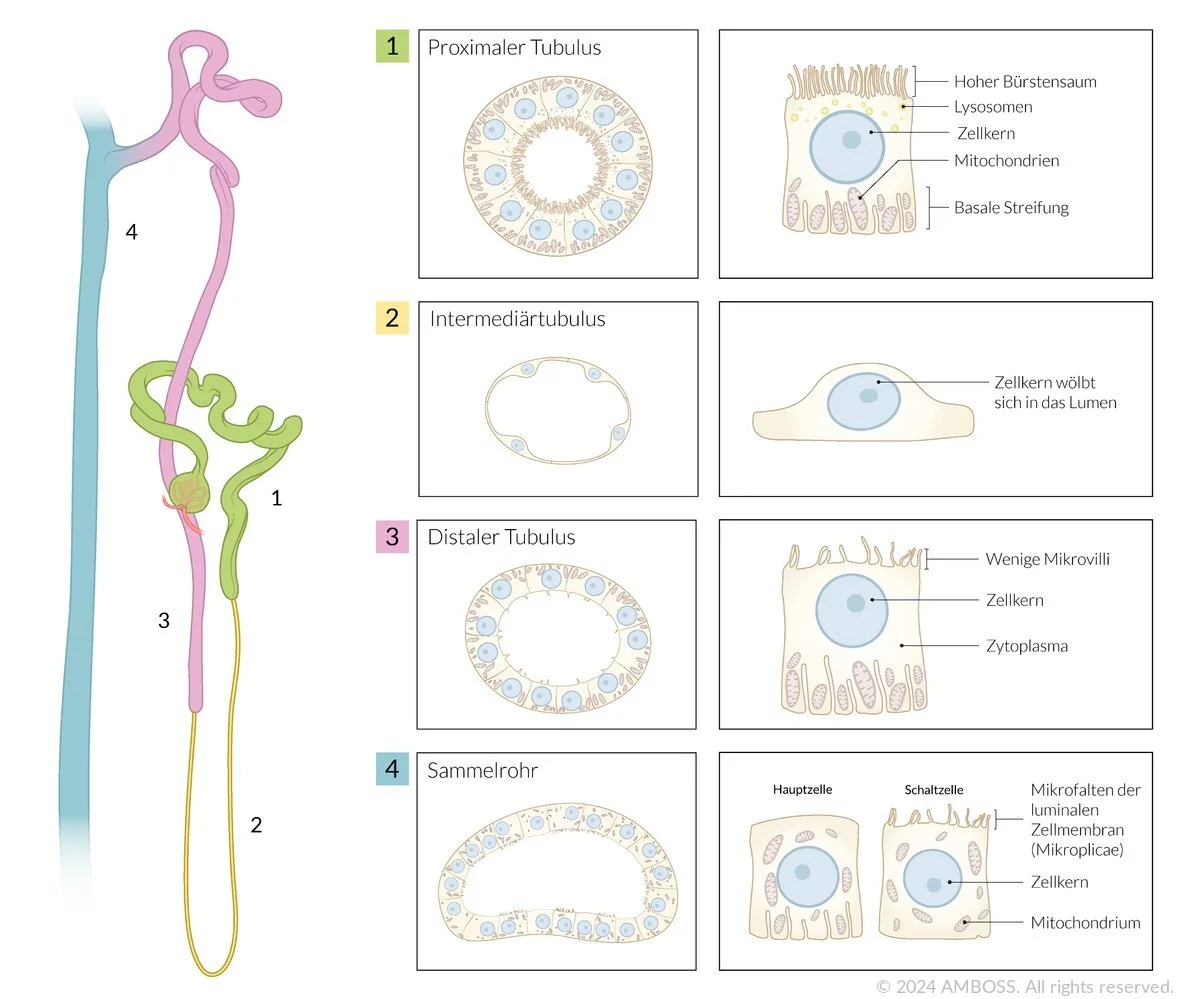 1
Proximaler Tubulus
Hoher Bürstensaum
Lysosomen
Zellkern
Mitochondrien
Basale Streifung
4
2
Intermediärtubulus
Zellkern wölbt
sich in das Lumen
1
3
Distaler Tubulus
Wenige Mikrovilli
Zellkern
Zytoplasma
3
4
Sammelrohr
Hauptzelle
Schaltzelle
Mikrofalten der
luminalen
Zellmembran
(Mikroplicae)
Zellkern
Mitochondrium
2
© 2024 AMBOSS. All rights reserved.